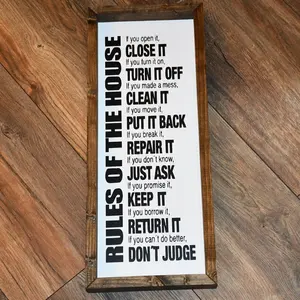 RULES OF THE HOUSE
If you open it,
CLOSE IT
If you turn it on,
TURN IT OFF
If you made a mess,
CLEAN IT
If you move it,
PUT IT BACK
If you break it,
REPAIR IT
If you don't know,
JUST ASK
If you promise it,
KEEP IT
If you borrow it,
RETURN IT
If you can't do better,
DON'T JUDGE